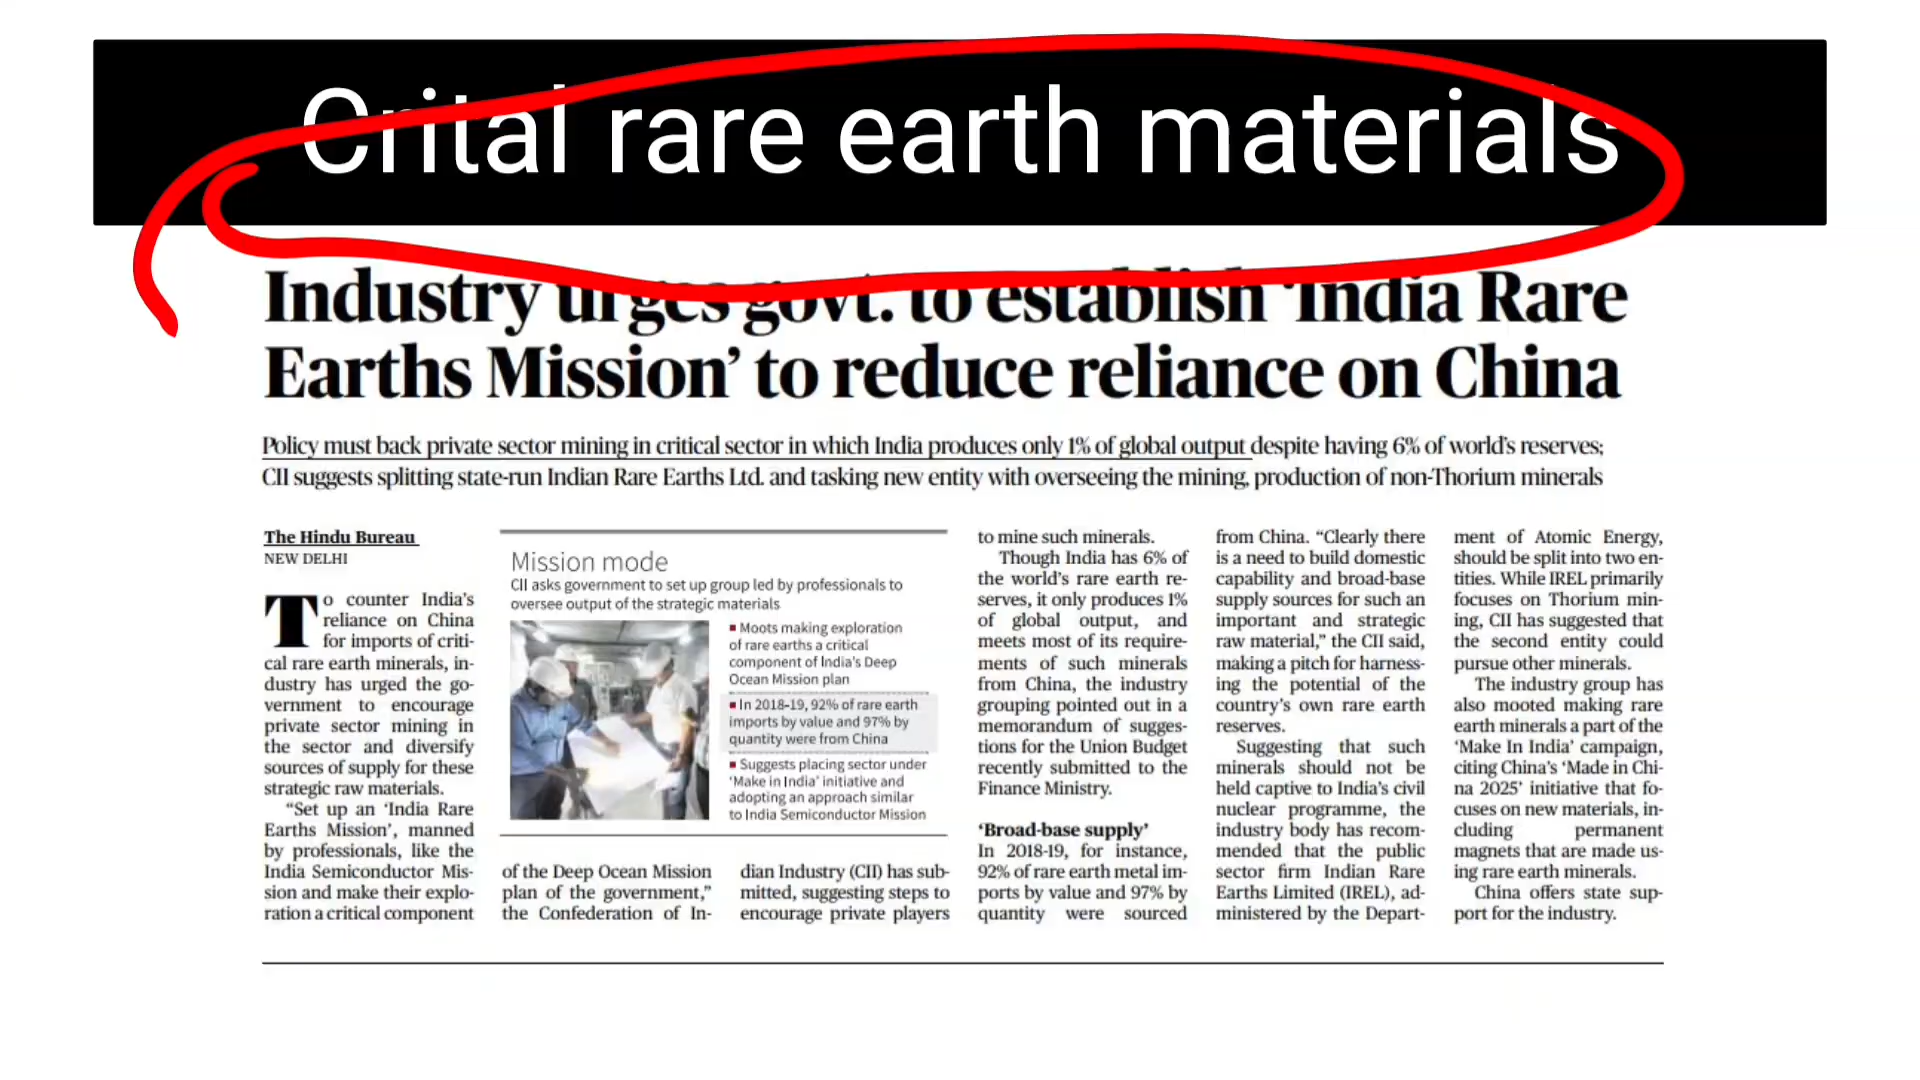 Crital rare earth materials
Industry urges govt. to establish ‘India Rare
Earths Mission’ to reduce reliance on China
Policy must back private sector mining in critical sector in which India produces only 1% of global output despite having 6% of world’s reserves;
CII suggests splitting state-run Indian Rare Earths Ltd. and tasking new entity with overseeing the mining, production of non-Thorium minerals
The Hindu Bureau
NEW DELHI
To counter India’s
reliance on China
for imports of criti-
cal rare earth minerals, in-
dustry has urged the go-
vernment to encourage
private sector mining in
the sector and diversify
sources of supply for these
strategic raw materials.
“Set up an ‘India Rare
Earths Mission’, manned
by professionals, like the
India Semiconductor Mis-
sion and make their explo-
ration a critical component
Mission mode
CII asks government to set up group led by professionals to
oversee output of the strategic materials
■ Moots making exploration
of rare earths a critical
component of India’s Deep
Ocean Mission plan
■ In 2018-19, 92% of rare earth
imports by value and 97% by
quantity were from China
■ Suggests placing sector under
‘Make in India’ initiative and
adopting an approach similar
to India Semiconductor Mission
of the Deep Ocean Mission
plan of the government,”
the Confederation of In-
dian Industry (CII) has sub-
mitted, suggesting steps to
encourage private players
to mine such minerals.
Though India has 6% of
the world’s rare earth re-
serves, it only produces 1%
of global output, and
meets most of its require-
ments of such minerals
from China, the industry
grouping pointed out in a
memorandum of sugges-
tions for the Union Budget
recently submitted to the
Finance Ministry.
‘Broad-base supply’
In 2018-19, for instance,
92% of rare earth metal im-
ports by value and 97% by
quantity were sourced
from China. “Clearly there
is a need to build domestic
capability and broad-base
supply sources for such an
important and strategic
raw material,” the CII said,
making a pitch for harness-
ing the potential of the
country’s own rare earth
reserves.
Suggesting that such
minerals should not be
held captive to India’s civil
nuclear programme, the
industry body has recom-
mended that the public
sector firm Indian Rare
Earths Limited (IREL), ad-
ministered by the Depart-
ment of Atomic Energy,
should be split into two en-
tities. While IREL primarily
focuses on Thorium min-
ing, CII has suggested that
the second entity could
pursue other minerals.
The industry group has
also mooted making rare
earth minerals a part of the
‘Make In India’ campaign,
citing China’s ‘Made in Chi-
na 2025’ initiative that fo-
cuses on new materials, in-
cluding permanent
magnets that are made us-
ing rare earth minerals.
China offers state sup-
port for the industry.